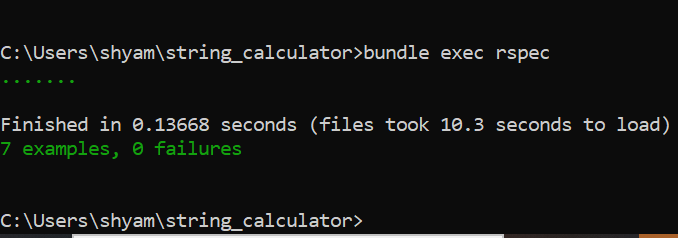 C:\Users\shyam\string_calculator>bundle exec rspec
.......
Finished in 0.13668 seconds (files took 10.3 seconds to load)
7 examples, 0 failures
C:\Users\shyam\string_calculator>